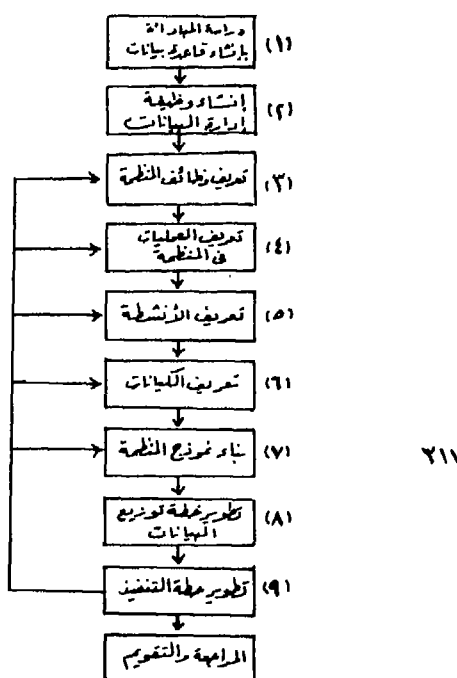 دراسة المبادأة
(١) بإنشاء قاعدة بيانات
إنشاء وظيفة
(٢) إدارة البيانات
(٣) تعريف وظائف المنظمة
تعريف العمليات
(٤) فى المنظمة
(٥) تعريف الأنشطة
(٦) تعريف الكيانات
(٧) بناء نموذج المنظمة
٢١٧
تطوير خطة توزيع
(٨) البيانات
(٩) تطوير خطة التنفيذ
المراجعة والتقويم